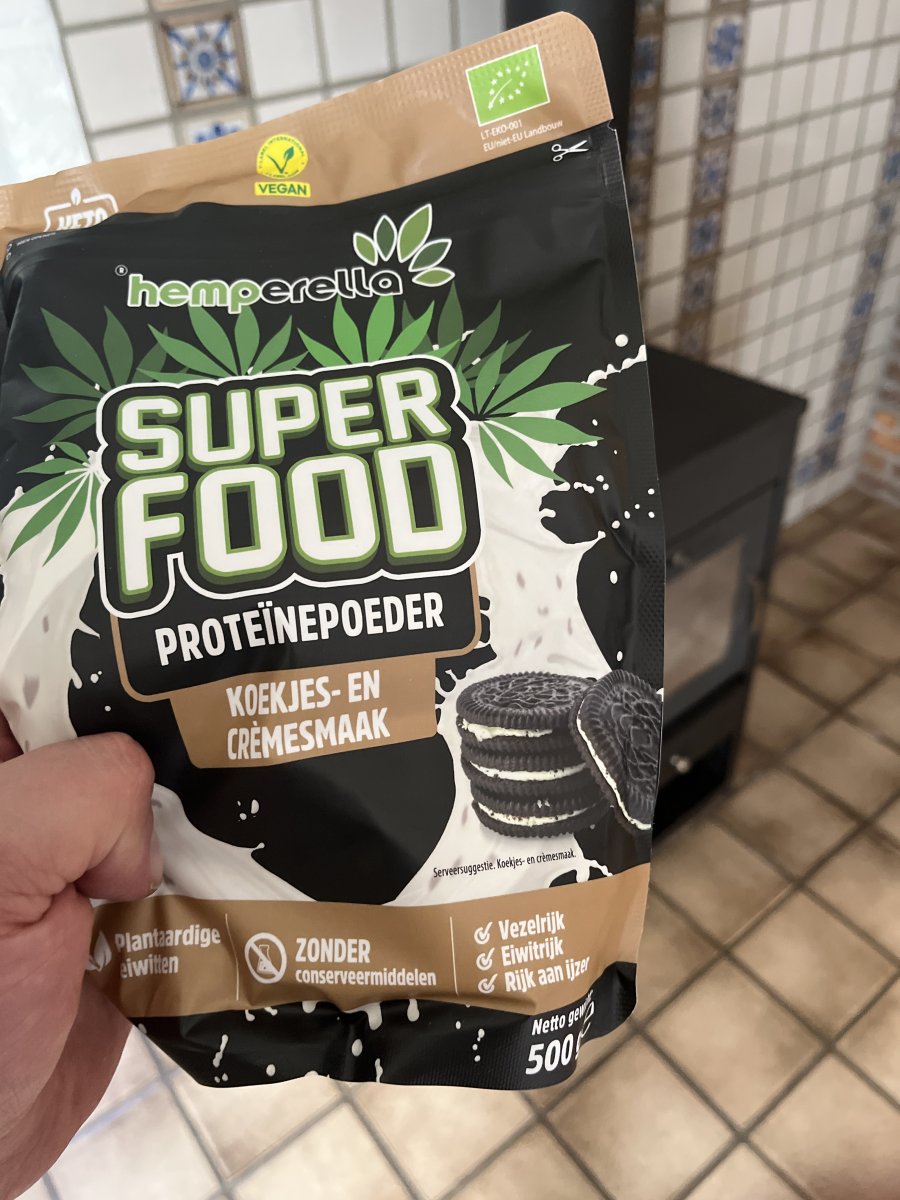 LT-EKO-001
EU/niet-EU Landbouw
VEGAN
KETO
®hemperella
SUPER
FOOD
PROTEÏNEPOEDER
KOEKJES- EN
CRÈMESMAAK
Serveersuggestie. Koekjes- en crèmesmaak.
Plantaardige
eiwitten
ZONDER
conserveermiddelen
Vezelrijk
Eiwitrijk
Rijk aan ijzer
Netto
500